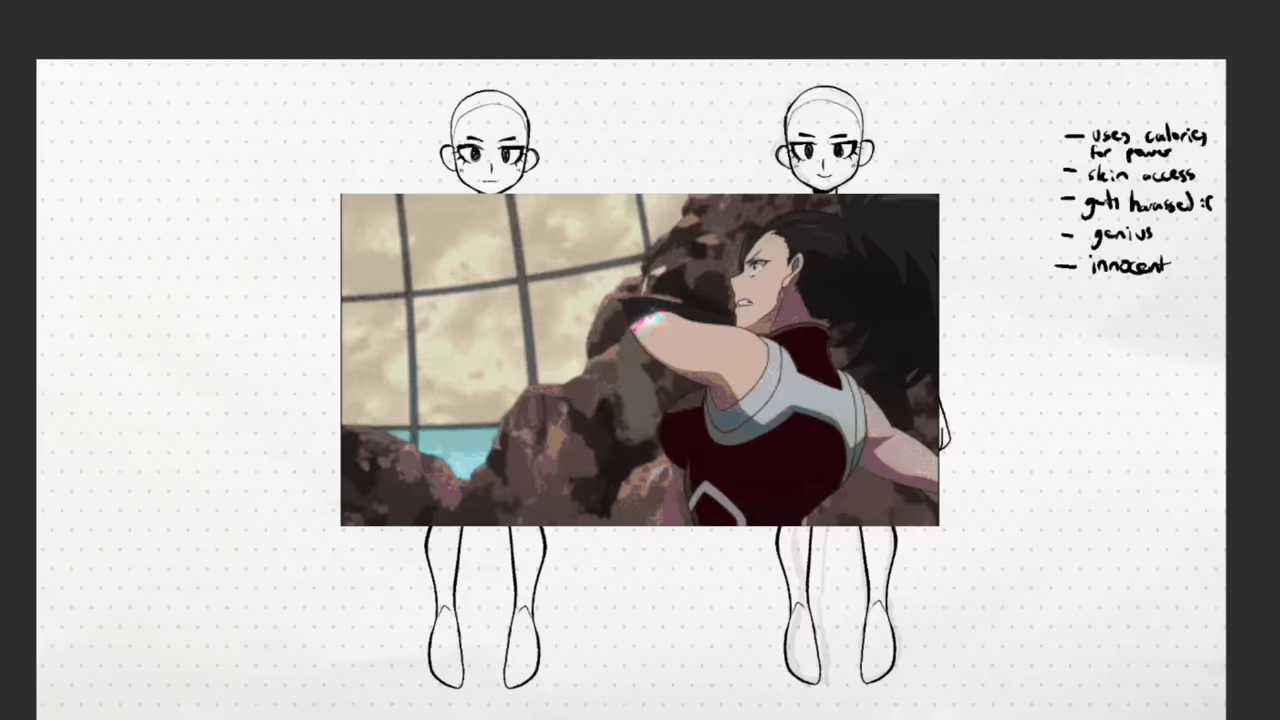 — uses calories
for power
- skin access
- gets harassed :(
- genius
— innocent